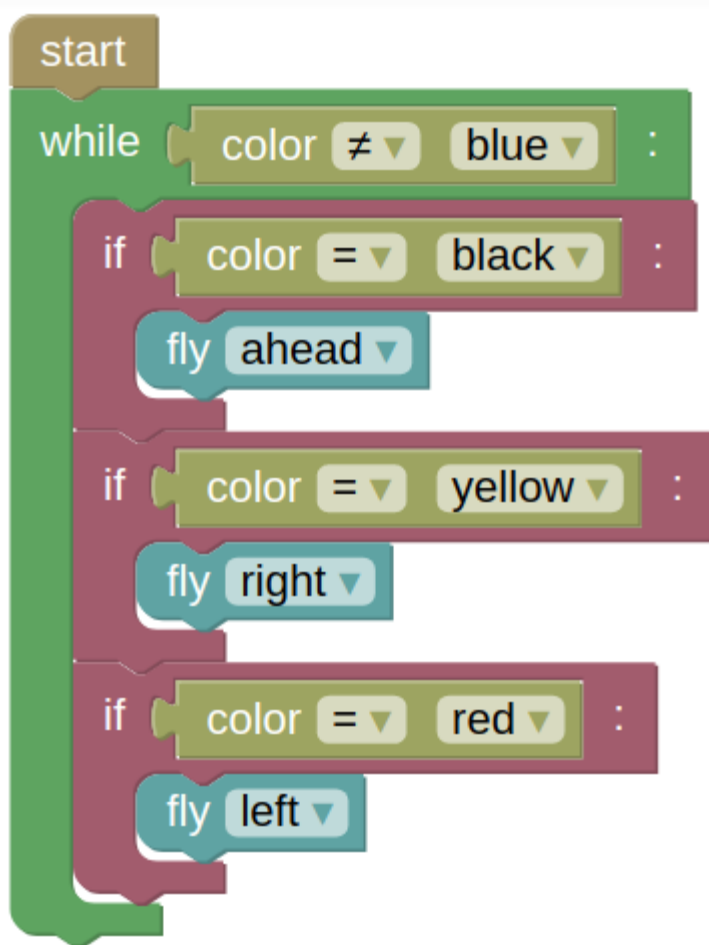 start
while color ≠ blue :
if color = black :
fly ahead
if color = yellow :
fly right
if color = red :
fly left